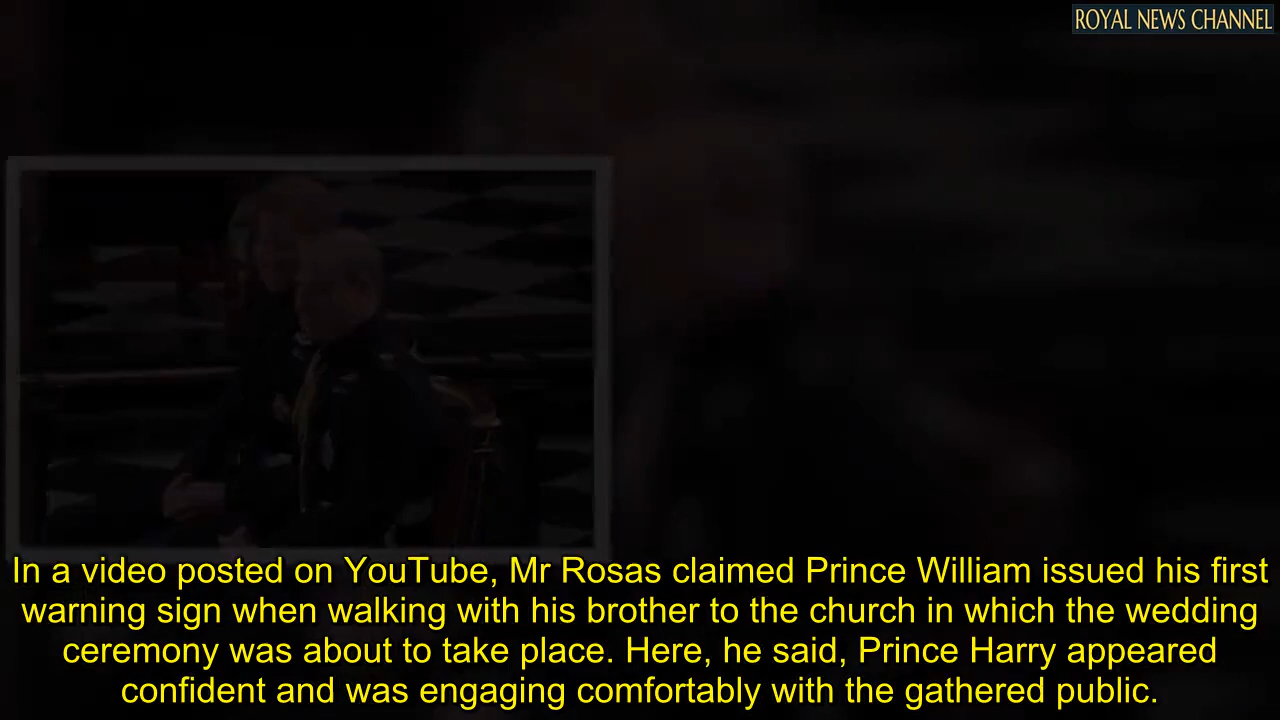 ROYAL NEWS CHANNEL
In a video posted on YouTube, Mr Rosas claimed Prince William issued his first
warning sign when walking with his brother to the church in which the wedding
ceremony was about to take place. Here, he said, Prince Harry appeared
confident and was engaging comfortably with the gathered public.